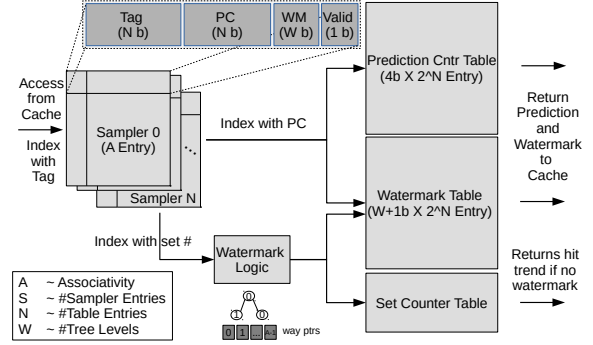 Tag
(N b)
PC
(N b)
WM
(W b)
Valid
(1 b)
Access
from
Cache
Index
with
Tag
Sampler 0
(A Entry)
...
Sampler N
Index with PC
Index with set #
Watermark
Logic
0
1
0
0 1 ... A-1 way ptrs
Prediction Cntr Table
(4b X 2^N Entry)
Watermark Table
(W+1b X 2^N Entry)
Set Counter Table
Return
Prediction
and
Watermark
to
Cache
Returns hit
trend if no
watermark
A ~ Associativity
S ~ #Sampler Entries
N ~ #Table Entries
W ~ #Tree Levels